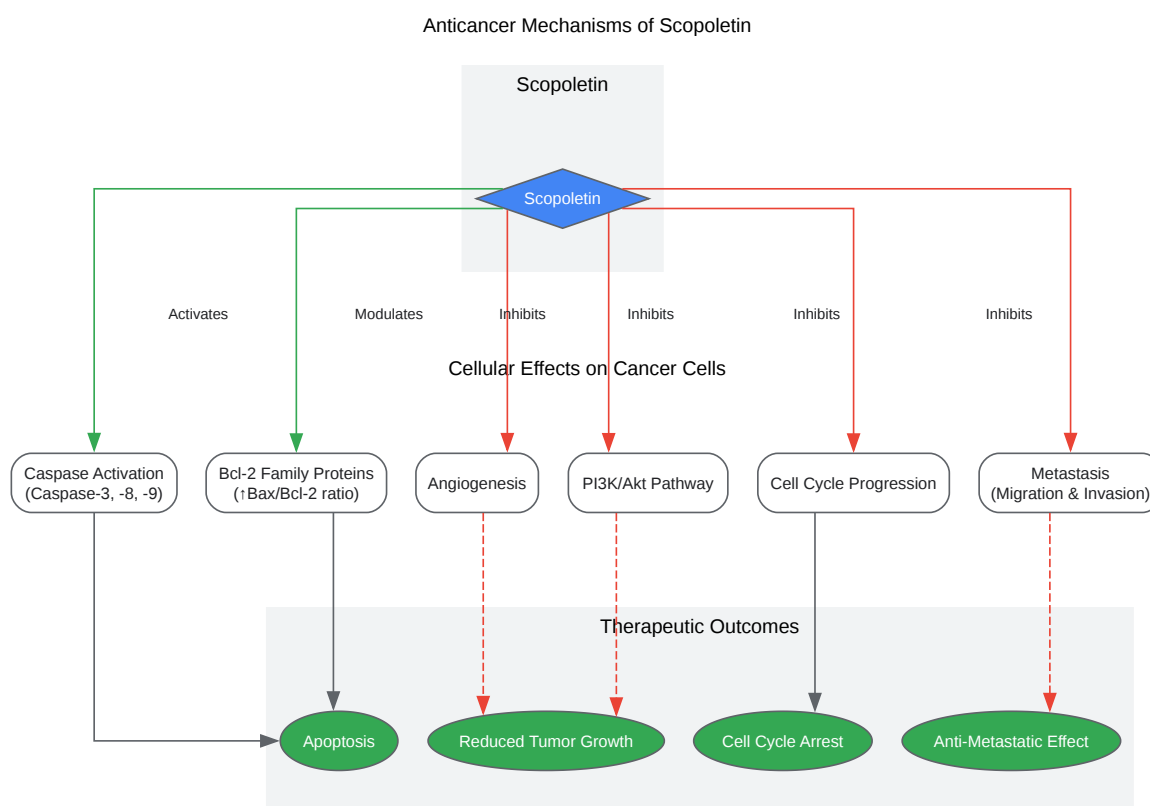 Anticancer Mechanisms of Scopoletin
Scopoletin
Scopoletin
Activates
Modulates
Inhibits
Inhibits
Inhibits
Inhibits
Cellular Effects on Cancer Cells
Caspase Activation
(Caspase-3, -8, -9)
Bcl-2 Family Proteins
(↑Bax/Bcl-2 ratio)
Angiogenesis
PI3K/Akt Pathway
Cell Cycle Progression
Metastasis
(Migration & Invasion)
Therapeutic Outcomes
Apoptosis
Reduced Tumor Growth
Cell Cycle Arrest
Anti-Metastatic Effect